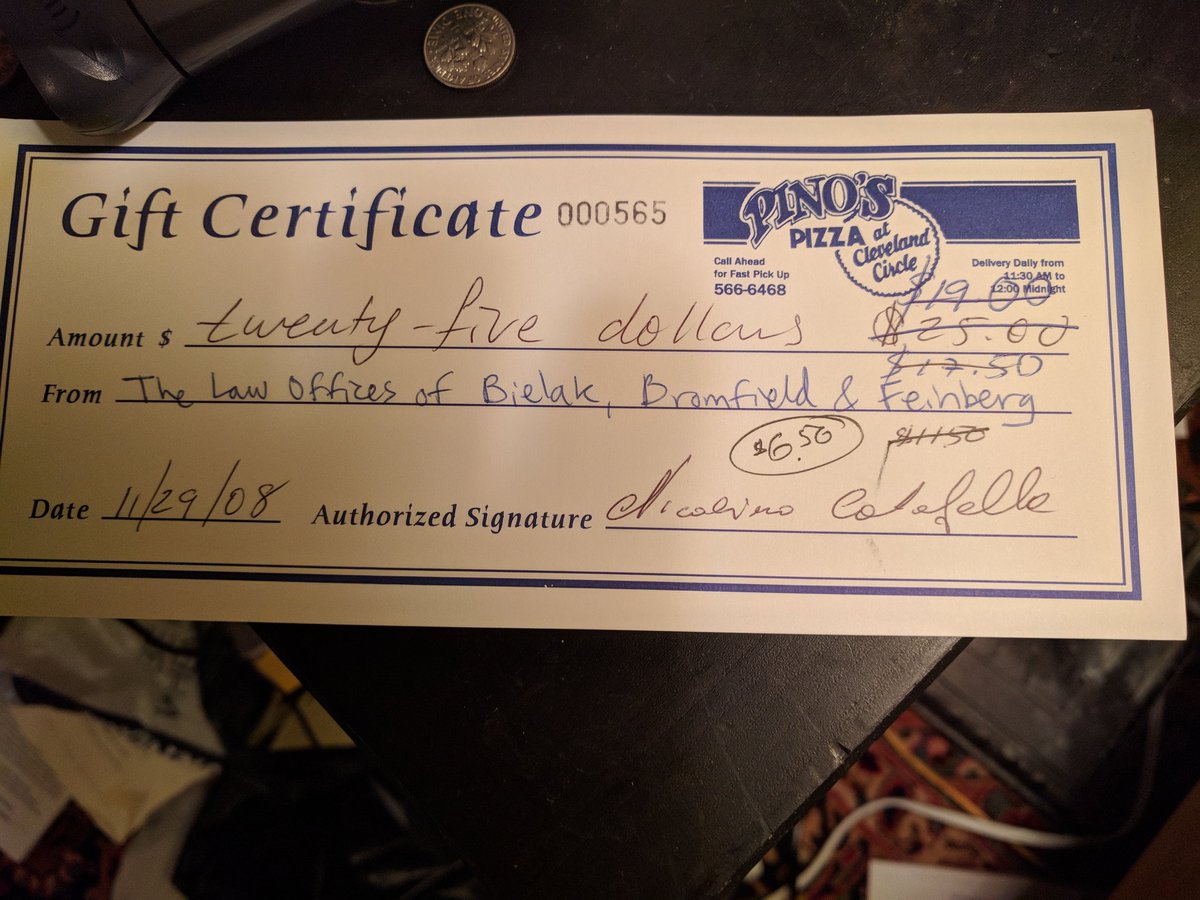 Gift Certificate 000565
PINO'S
PIZZA at
Cleveland
Circle
Call Ahead
for Fast Pick Up
566-6468
Delivery Daily from
11:30 AM to
12:00 Midnight
$19.00
Amount $ twenty-five dollars $25.00
$17.50
From The Law Offices of Bielak, Bromfield & Feinberg
$6.50 $11.50
Date 11/29/08 Authorized Signature